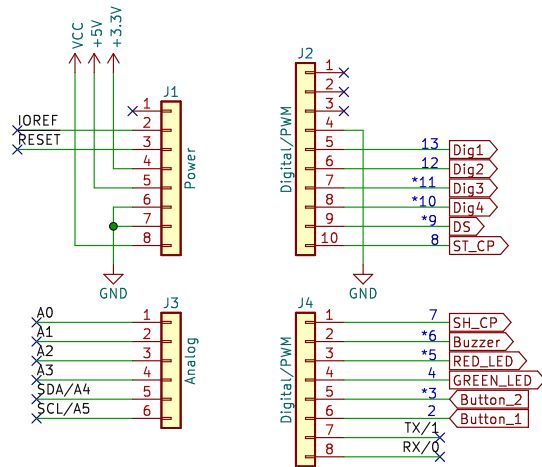 VCC
+5V
+3.3V
J1
1
IOREF 2
RESET 3
4
5
6
7
8
Power
GND
J2
1
2
3
4
5 13 Dig1
6 12 Dig2
7 *11 Dig3
8 *10 Dig4
9 *9 DS
10 8 ST_CP
Digital/PWM
GND
J3
A0 1
A1 2
A2 3
A3 4
SDA/A4 5
SCL/A5 6
Analog
J4
1 7 SH_CP
2 *6 Buzzer
3 *5 RED_LED
4 4 GREEN_LED
5 *3 Button_2
6 2 Button_1
7 TX/1
8 RX/0
Digital/PWM